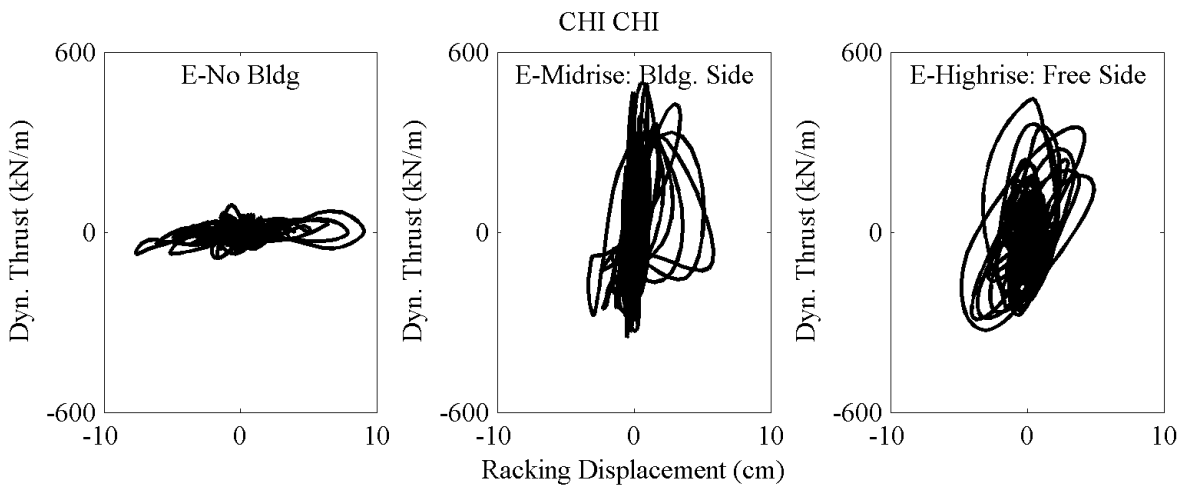 CHI CHI
600
E-No Bldg
Dyn. Thrust (kN/m)
0
-600
-10
0
10
600
E-Midrise: Bldg. Side
Dyn. Thrust (kN/m)
0
-600
-10
0
10
600
E-Highrise: Free Side
Dyn. Thrust (kN/m)
0
-600
-10
0
10
Racking Displacement (cm)